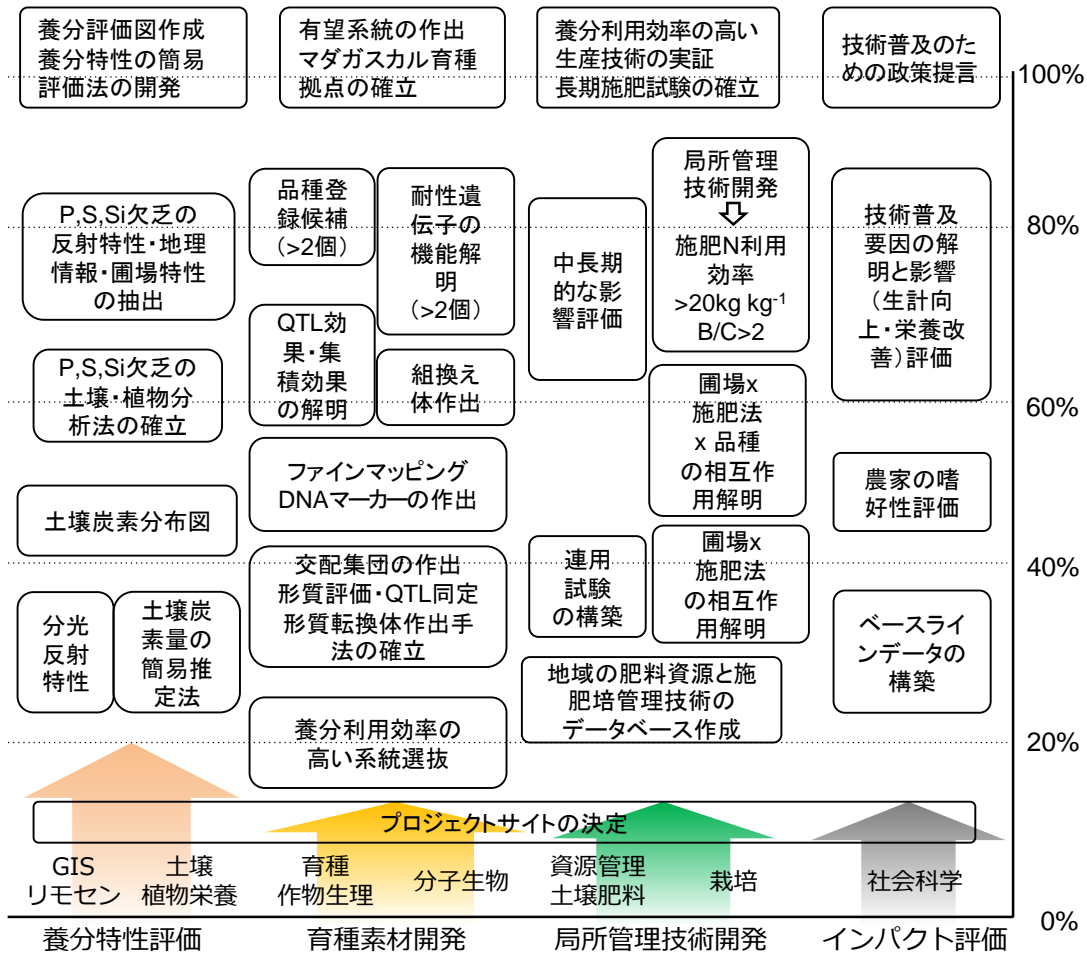 養分評価図作成
養分特性の簡易
評価法の開発
有望系統の作出
マダガスカル育種
拠点の確立
養分利用効率の高い
生産技術の実証
長期施肥試験の確立
技術普及のた
めの政策提言
100%
P,S,Si欠乏の
反射特性・地理
情報・圃場特性
の抽出
品種登
録候補
(>2個)
耐性遺
伝子の
機能解
明
(>2個)
中長期
的な影
響評価
局所管理
技術開発
施肥N利用
効率
>20kg kg-1
B/C>2
技術普及
要因の解
明と影響
(生計向
上・栄養改
善)評価
80%
P,S,Si欠乏の
土壌・植物分
析法の確立
QTL効
果・集
積効果
の解明
組換え
体作出
圃場x
施肥法
x 品種
の相互作
用解明
60%
土壌炭素分布図
ファインマッピング
DNAマーカーの作出
農家の嗜
好性評価
分光
反射
特性
土壌炭
素量の
簡易推
定法
交配集団の作出
形質評価・QTL同定
形質転換体作出手
法の確立
連用
試験
の構築
圃場x
施肥法
の相互作
用解明
40%
ベースライ
ンデータの
構築
養分利用効率の
高い系統選抜
地域の肥料資源と施
肥培管理技術の
データベース作成
20%
プロジェクトサイトの決定
GIS
リモセン
土壌
植物栄養
育種
作物生理
分子生物
資源管理
土壌肥料
栽培
社会科学
0%
養分特性評価
育種素材開発
局所管理技術開発
インパクト評価